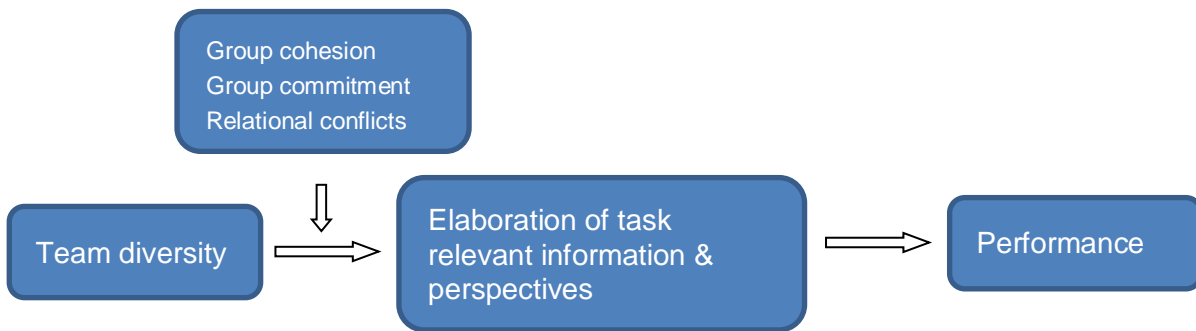 Group cohesion
Group commitment
Relational conflicts
Team diversity
Elaboration of task
relevant information &
perspectives
Performance